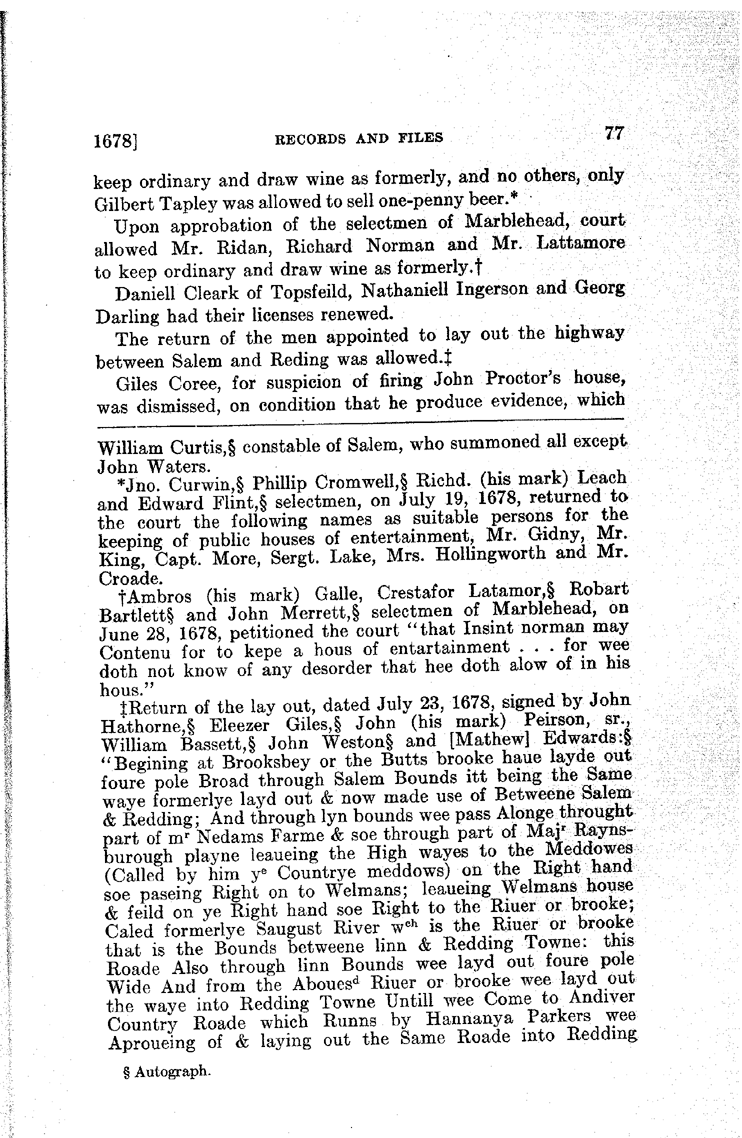 1678] RECORDS AND FILES 77
keep ordinary and draw wine as formerly, and no others, only
Gilbert Tapley was allowed to sell one-penny beer.*
Upon approbation of the selectmen of Marblehead, court
allowed Mr. Ridan, Richard Norman and Mr. Lattamore
to keep ordinary and draw wine as formerly.†
Daniell Cleark of Topsfeild, Nathaniell Ingerson and Georg
Darling had their licenses renewed.
The return of the men appointed to lay out the highway
between Salem and Reding was allowed.‡
Giles Coree, for suspicion of firing John Proctor's house,
was dismissed, on condition that he produce evidence, which
William Curtis,§ constable of Salem, who summoned all except
John Waters.
*Jno. Curwin,§ Phillip Cromwell,§ Richd. (his mark) Leach
and Edward Flint,§ selectmen, on July 19, 1678, returned to
the court the following names as suitable persons for the
keeping of public houses of entertainment, Mr. Gidny, Mr.
King, Capt. More, Sergt. Lake, Mrs. Hollingworth and Mr.
Croade.
†Ambros (his mark) Galle, Crestafor Latamor,§ Robart
Bartlett§ and John Merrett,§ selectmen of Marblehead, on
June 28, 1678, petitioned the court "that Insint norman may
Contenu for to kepe a hous of entartainment . . . for wee
doth not know of any desorder that hee doth alow of in his
hous."
‡Return of the lay out, dated July 23, 1678, signed by John
Hathorne,§ Eleezer Giles,§ John (his mark) Peirson, sr.,
William Bassett,§ John Weston§ and [Mathew] Edwards:§
"Begining at Brooksbey or the Butts brooke haue layde out
foure pole Broad through Salem Bounds itt being the Same
waye formerlye layd out & now made use of Betweene Salem
& Redding; And through lyn bounds wee pass Alonge throught
part of mʳ Nedams Farme & soe through part of Majʳ Rayns-
burough playne leaueing the High wayes to the Meddowes
(Called by him yᵉ Countrye meddows) on the Right hand
soe paseing Right on to Welmans; leaueing Welmans house
& feild on ye Right hand soe Right to the Riuer or brooke;
Caled formerlye Saugust River wᵉʰ is the Riuer or brooke
that is the Bounds betweene linn & Redding Towne: this
Roade Also through linn Bounds wee layd out foure pole
Wide And from the Abouesᵈ Riuer or brooke wee layd out
the waye into Redding Towne Untill wee Come to Andiver
Country Roade which Runns by Hannanya Parkers wee
Aproueing of & laying out the Same Roade into Redding
§ Autograph.